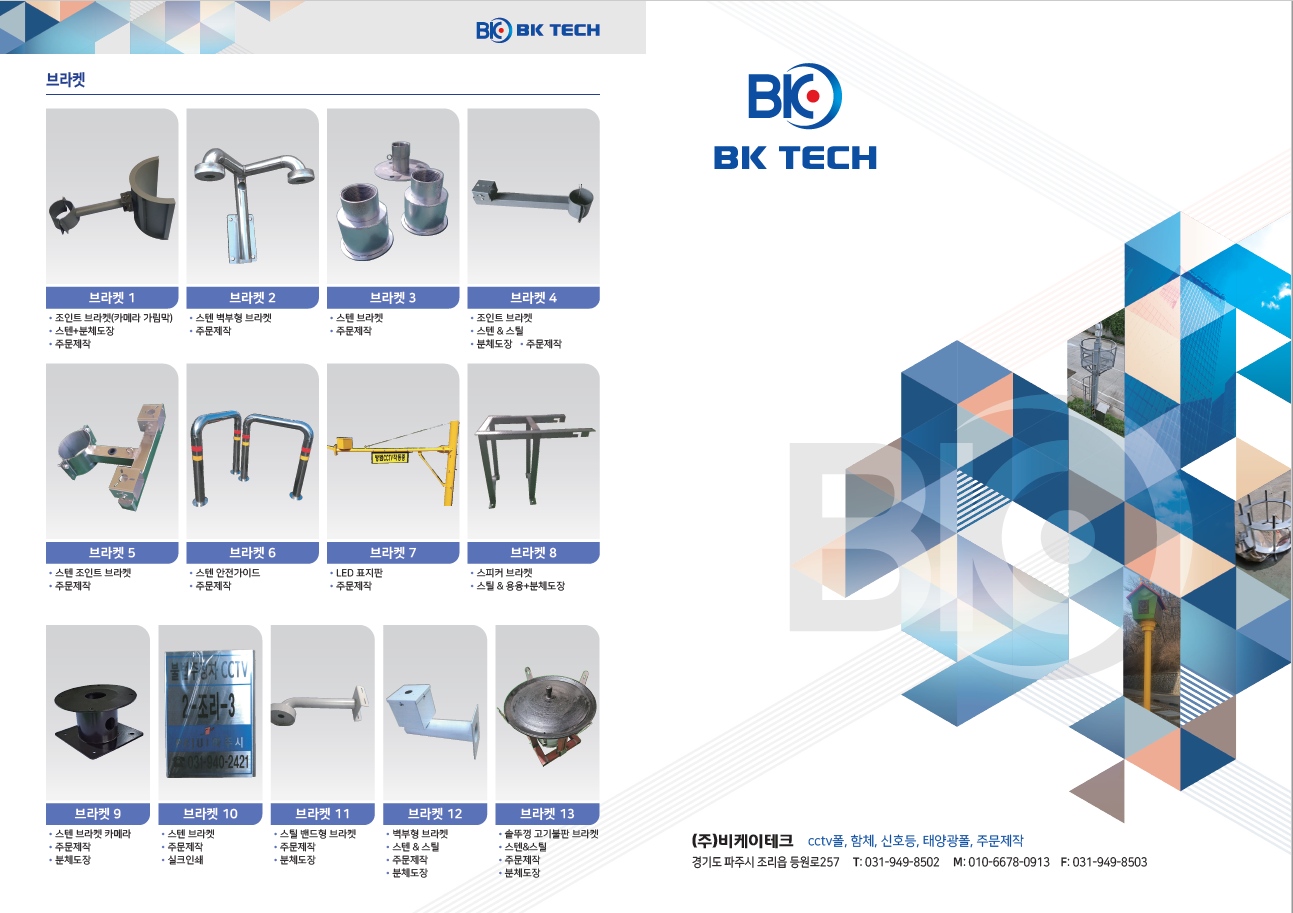 BK BK TECH
브라켓
브라켓 1
· 조인트 브라켓(카메라 가림막)
· 스텐+분체도장
· 주문제작
브라켓 2
· 스텐 벽부형 브라켓
· 주문제작
브라켓 3
· 스텐 브라켓
· 주문제작
브라켓 4
· 조인트 브라켓
· 스텐 & 스틸
· 분체도장 · 주문제작
브라켓 5
· 스텐 조인트 브라켓
· 주문제작
브라켓 6
· 스텐 안전가이드
· 주문제작
브라켓 7
· LED 표지판
· 주문제작
브라켓 8
· 스피커 브라켓
· 스틸 & 용융+분체도장
불법주정차 CCTV
2-조리-3
031-940-2421
브라켓 9
· 스텐 브라켓 카메라
· 주문제작
· 분체도장
브라켓 10
· 스텐 브라켓
· 주문제작
· 실크인쇄
브라켓 11
· 스틸 밴드형 브라켓
· 주문제작
· 분체도장
브라켓 12
· 벽부형 브라켓
· 스텐 & 스틸
· 주문제작
· 분체도장
브라켓 13
· 솥뚜껑 고기불판 브라켓
· 스텐&스틸
· 주문제작
· 분체도장
BK
BK TECH
(주)비케이테크 cctv폴, 함체, 신호등, 태양광폴, 주문제작
경기도 파주시 조리읍 등원로257 T: 031-949-8502 M: 010-6678-0913 F: 031-949-8503